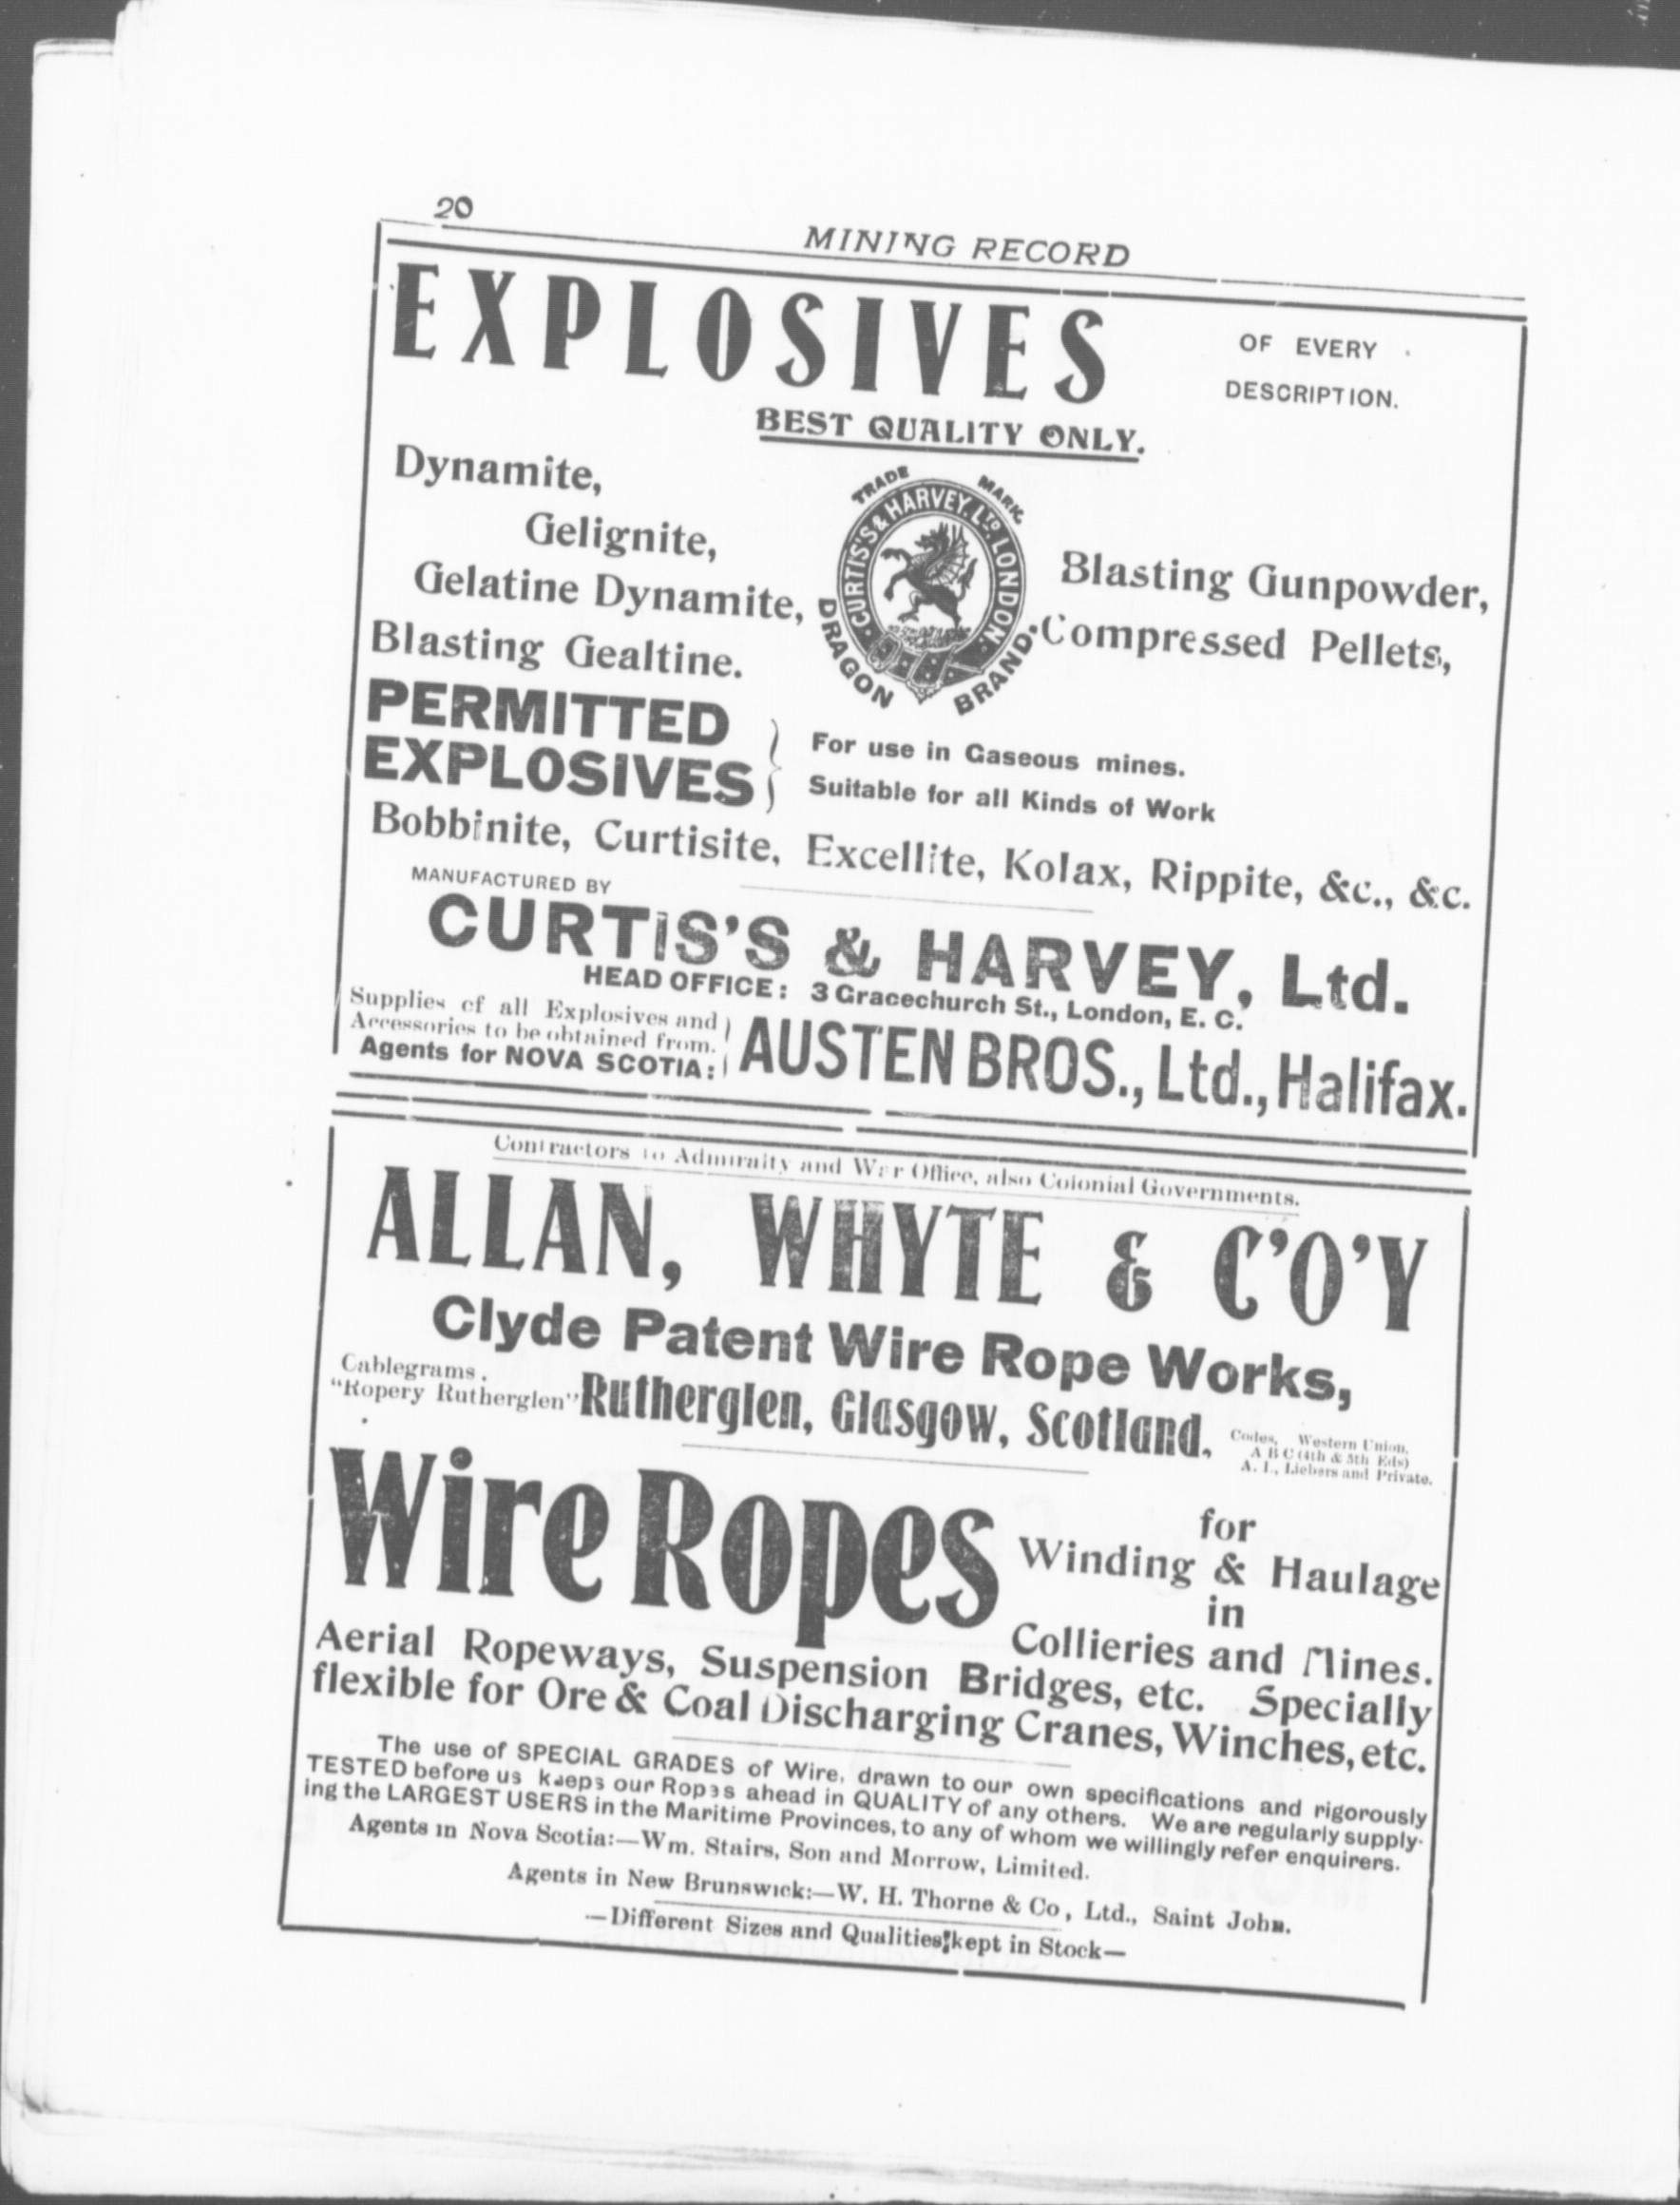 20
MINING RECORD
EXPLOSIVES
OF EVERY
DESCRIPTION.
BEST QUALITY ONLY.
Dynamite,
Gelignite,
Gelatine Dynamite,
Blasting Gealtine.
TRADE MARK.
CURTIS'S & HARVEY. LTD. LONDON.
DRAGON BRAND.
Blasting Gunpowder,
Compressed Pellets,
PERMITTED
EXPLOSIVES
For use in Gaseous mines.
Suitable for all Kinds of Work
Bobbinite, Curtisite, Excellite, Kolax, Rippite, &c., &c.
MANUFACTURED BY
CURTIS'S & HARVEY, Ltd.
HEAD OFFICE: 3 Gracechurch St., London, E. C.
Supplies of all Explosives and
Accessories to be obtained from.
Agents for NOVA SCOTIA:
AUSTEN BROS., Ltd., Halifax.
Contractors to Admiralty and War Office, also Colonial Governments.
ALLAN, WHYTE & C'O'Y
Clyde Patent Wire Rope Works,
Cablegrams.
"Ropery Rutherglen"
Rutherglen, Glasgow, Scotland.
Codes, Western Union,
A B C (4th & 5th Eds)
A. I., Liebers and Private.
Wire Ropes
for
Winding & Haulage
in
Collieries and Mines.
Aerial Ropeways, Suspension Bridges, etc. Specially
flexible for Ore & Coal Discharging Cranes, Winches, etc.
The use of SPECIAL GRADES of Wire, drawn to our own specifications and rigorously
TESTED before us keeps our Ropes ahead in QUALITY of any others. We are regularly supply-
ing the LARGEST USERS in the Maritime Provinces, to any of whom we willingly refer enquirers.
Agents in Nova Scotia:—Wm. Stairs, Son and Morrow, Limited.
Agents in New Brunswick:—W. H. Thorne & Co, Ltd., Saint John.
—Different Sizes and Qualities kept in Stock—